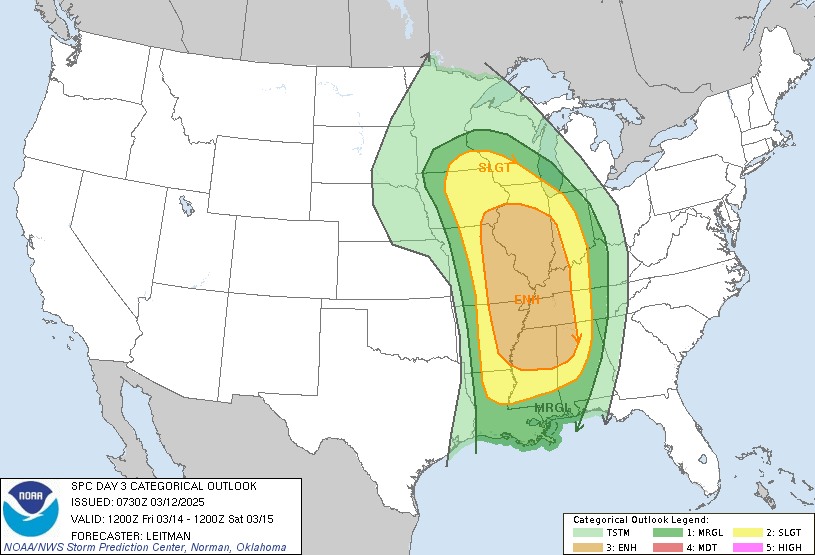 SLGT
ENH
MRGL
NOAA
SPC DAY 3 CATEGORICAL OUTLOOK
ISSUED: 0730Z 03/12/2025
VALID: 1200Z Fri 03/14 - 1200Z Sat 03/15
FORECASTER: LEITMAN
NOAA/NWS Storm Prediction Center, Norman, Oklahoma
Categorical Outlook Legend:
TSTM 1: MRGL 2: SLGT
3: ENH 4: MDT 5: HIGH